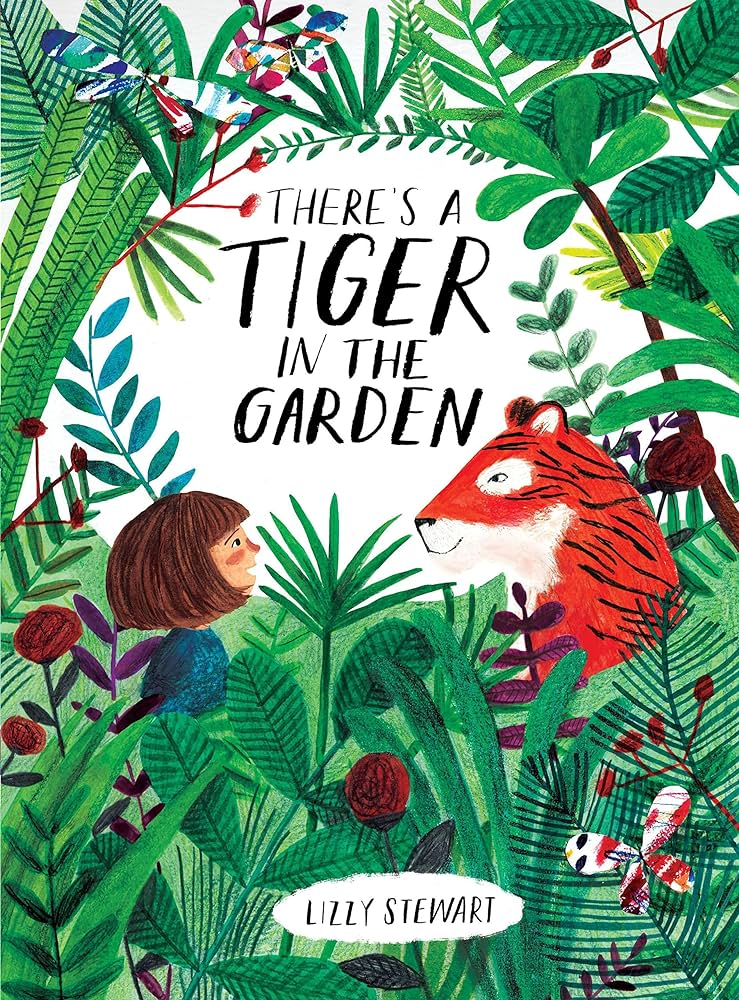 THERE'S A
TIGER
IN THE
GARDEN
LIZZY STEWART